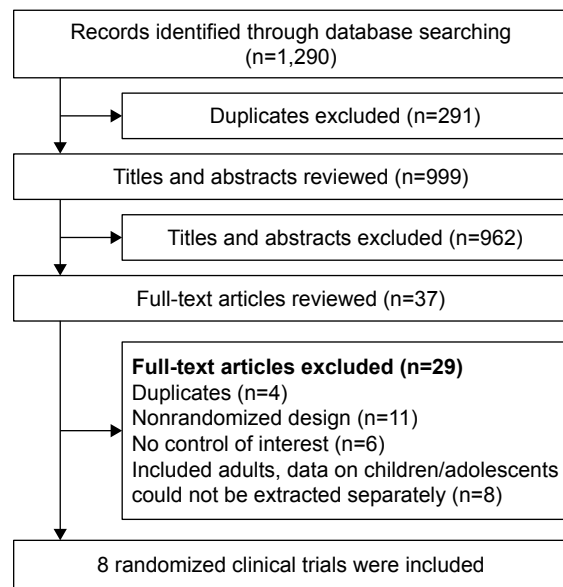 Records identified through database searching
(n=1,290)
Duplicates excluded (n=291)
Titles and abstracts reviewed (n=999)
Titles and abstracts excluded (n=962)
Full-text articles reviewed (n=37)
Full-text articles excluded (n=29)
Duplicates (n=4)
Nonrandomized design (n=11)
No control of interest (n=6)
Included adults, data on children/adolescents
could not be extracted separately (n=8)
8 randomized clinical trials were included